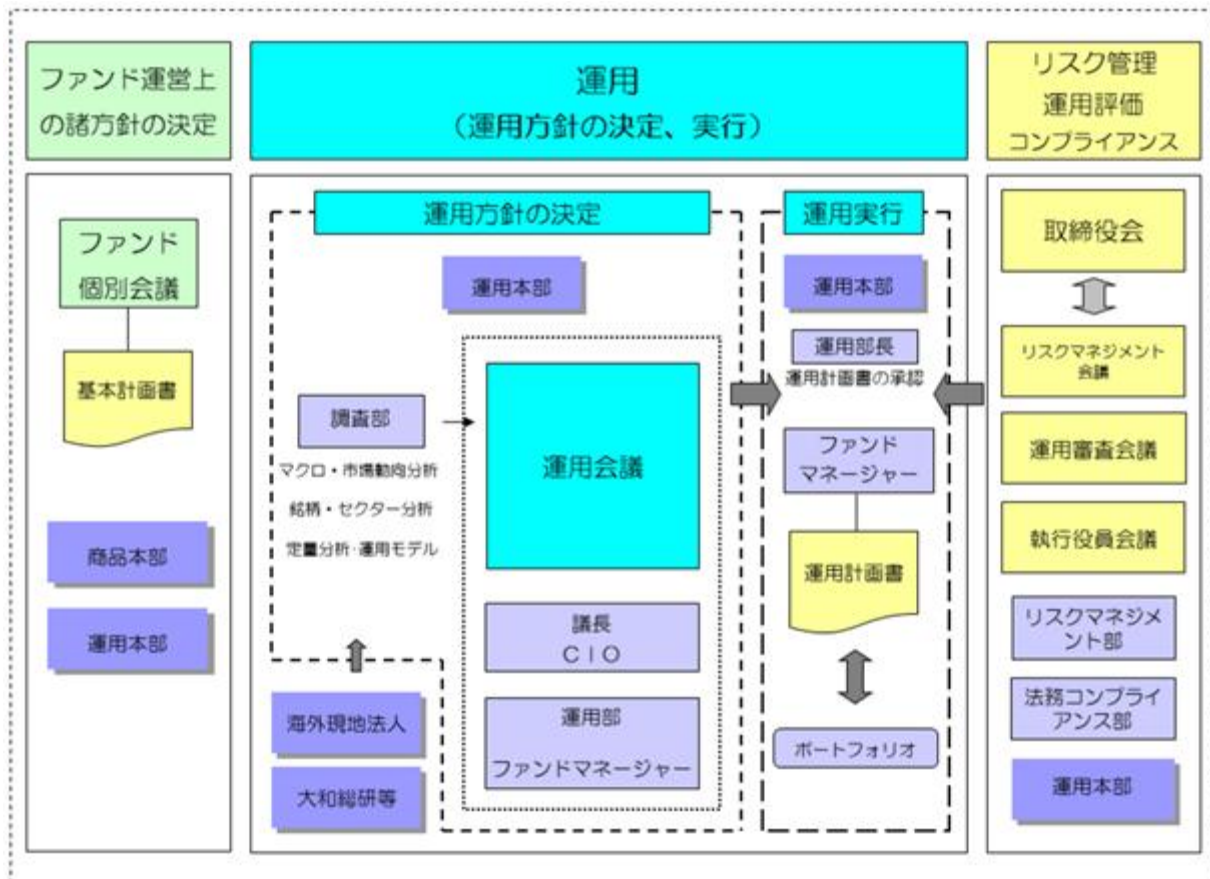 ファンド運営上
の諸方針の決定
運用
（運用方針の決定、実行）
リスク管理
運用評価
コンプライアンス
ファンド
個別会議
基本計画書
商品本部
運用本部
運用方針の決定
運用本部
調査部
マクロ・市場動向分析
銘柄・セクター分析
定量分析・運用モデル
海外現地法人
大和総研等
運用会議
議長
CIO
運用部
ファンドマネージャー
運用実行
運用本部
運用部長
運用計画書の承認
ファンド
マネージャー
運用計画書
ポートフォリオ
取締役会
リスクマネジメント
会議
運用審査会議
執行役員会議
リスクマネジメ
ント部
法務コンプライ
アンス部
運用本部